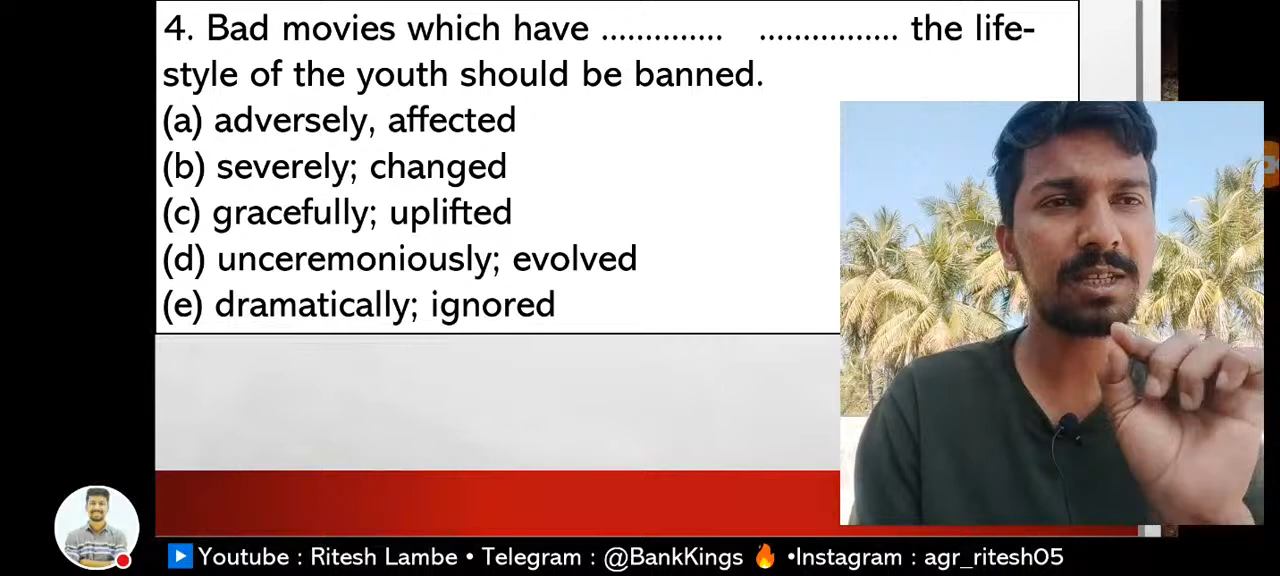 4. Bad movies which have .............. ................ the life-
style of the youth should be banned.
(a) adversely, affected
(b) severely; changed
(c) gracefully; uplifted
(d) unceremoniously; evolved
(e) dramatically; ignored
Youtube : Ritesh Lambe • Telegram : @BankKings 🔥 •Instagram : agr_ritesh05